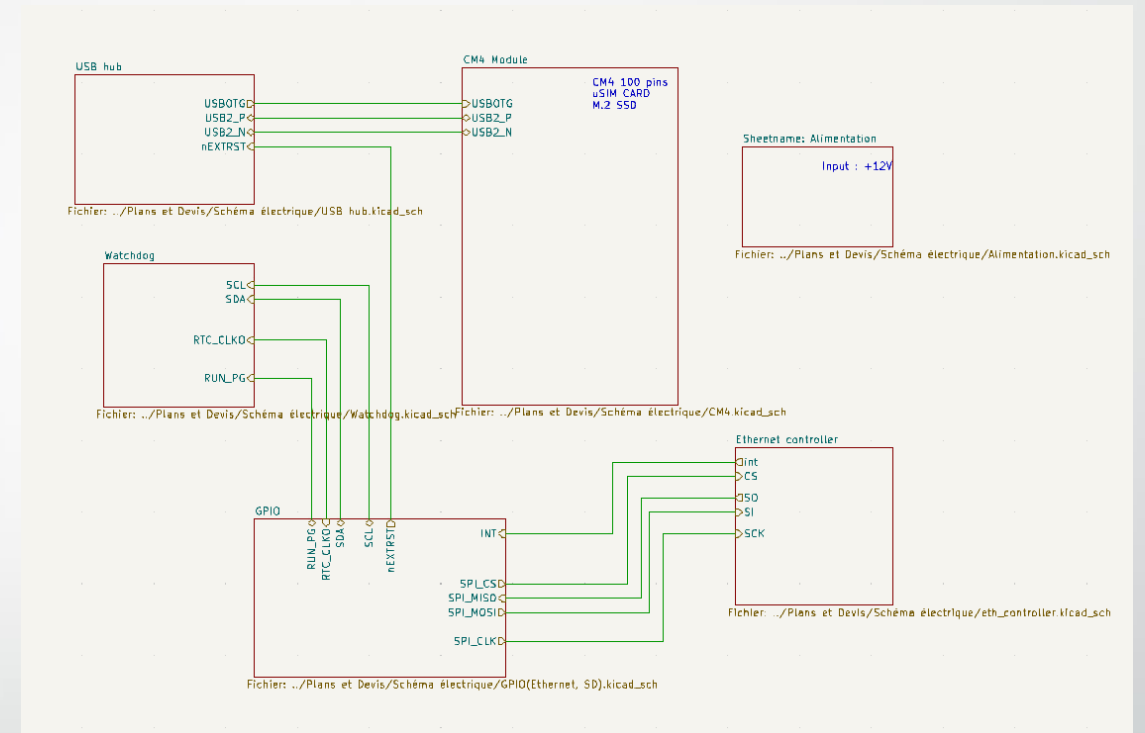 USB hub
USBOTG
USB2_P
USB2_N
nEXTRST
Fichier: ../Plans et Devis/Schéma électrique/USB hub.kicad_sch
CM4 Module
CM4 100 pins
uSIM CARD
M.2 SSD
USBOTG
USB2_P
USB2_N
Fichier: ../Plans et Devis/Schéma électrique/CM4.kicad_sch
Sheetname: Alimentation
Input : +12V
Fichier: ../Plans et Devis/Schéma électrique/Alimentation.kicad_sch
Watchdog
SCL
SDA
RTC_CLKO
RUN_PG
Fichier: ../Plans et Devis/Schéma électrique/Watchdog.kicad_sch
GPIO
RUN_PG
RTC_CLKO
SDA
SCL
nEXTRST
INT
SPI_CS
SPI_MISO
SPI_MOSI
SPI_CLK
Fichier: ../Plans et Devis/Schéma électrique/GPIO(Ethernet, SD).kicad_sch
Ethernet controller
int
CS
SO
SI
SCK
Fichier: ../Plans et Devis/Schéma électrique/eth_controller.kicad_sch